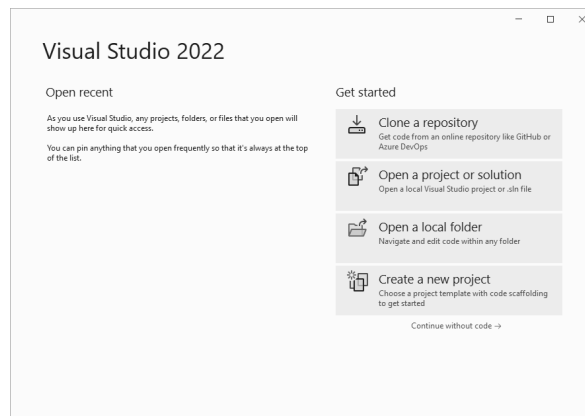 Visual Studio 2022
Open recent
As you use Visual Studio, any projects, folders, or files that you open will
show up here for quick access.
You can pin anything that you open frequently so that it's always at the top
of the list.
Get started
Clone a repository
Get code from an online repository like GitHub or
Azure DevOps
Open a project or solution
Open a local Visual Studio project or .sln file
Open a local folder
Navigate and edit code within any folder
Create a new project
Choose a project template with code scaffolding
to get started
Continue without code →